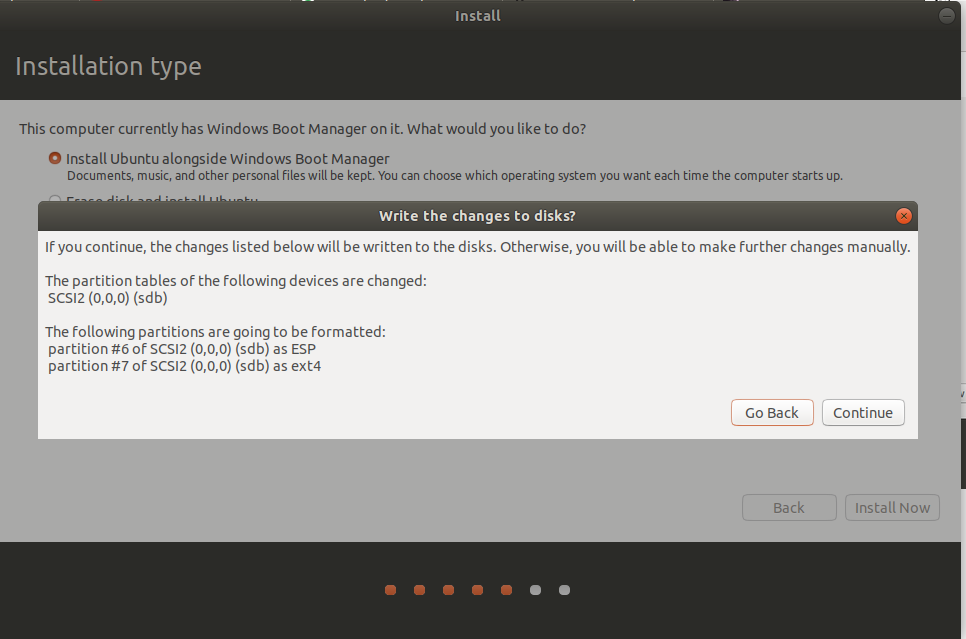 Install
Installation type
This computer currently has Windows Boot Manager on it. What would you like to do?
Install Ubuntu alongside Windows Boot Manager
Documents, music, and other personal files will be kept. You can choose which operating system you want each time the computer starts up.
Erase disk and install Ubuntu
Write the changes to disks?
If you continue, the changes listed below will be written to the disks. Otherwise, you will be able to make further changes manually.
The partition tables of the following devices are changed:
SCSI2 (0,0,0) (sdb)
The following partitions are going to be formatted:
partition #6 of SCSI2 (0,0,0) (sdb) as ESP
partition #7 of SCSI2 (0,0,0) (sdb) as ext4
Go Back Continue
Back Install Now